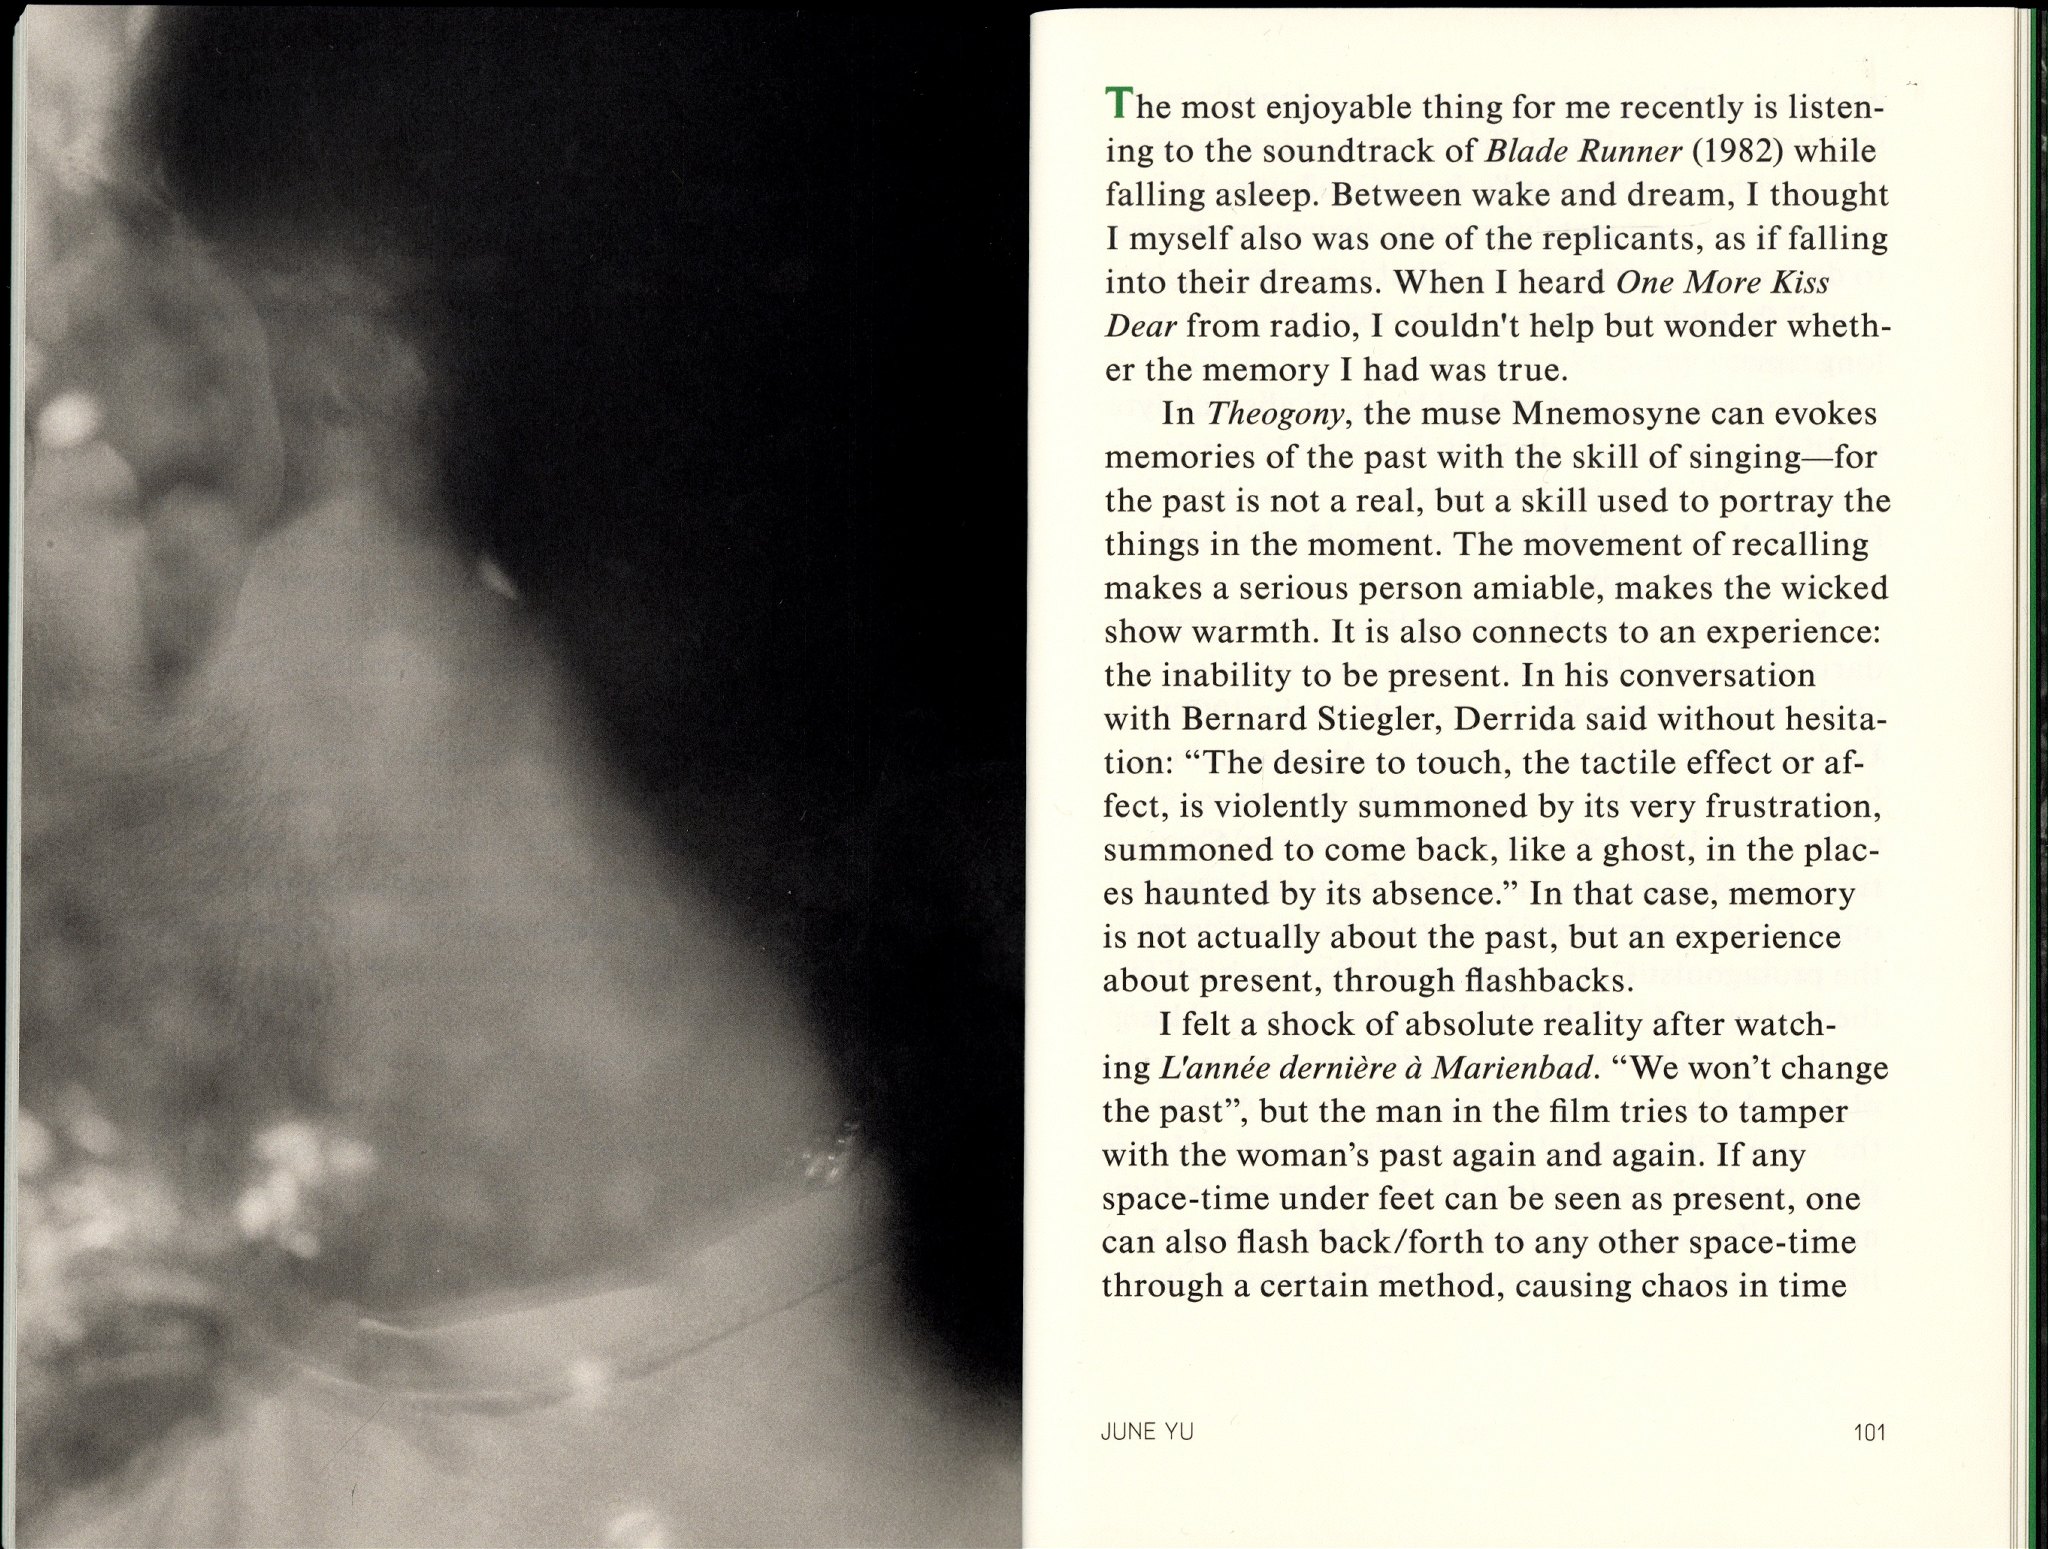 The most enjoyable thing for me recently is listen-
ing to the soundtrack of Blade Runner (1982) while
falling asleep. Between wake and dream, I thought
I myself also was one of the replicants, as if falling
into their dreams. When I heard One More Kiss
Dear from radio, I couldn't help but wonder wheth-
er the memory I had was true.
In Theogony, the muse Mnemosyne can evokes
memories of the past with the skill of singing—for
the past is not a real, but a skill used to portray the
things in the moment. The movement of recalling
makes a serious person amiable, makes the wicked
show warmth. It is also connects to an experience:
the inability to be present. In his conversation
with Bernard Stiegler, Derrida said without hesita-
tion: “The desire to touch, the tactile effect or af-
fect, is violently summoned by its very frustration,
summoned to come back, like a ghost, in the plac-
es haunted by its absence.” In that case, memory
is not actually about the past, but an experience
about present, through flashbacks.
I felt a shock of absolute reality after watch-
ing L'année dernière à Marienbad. “We won’t change
the past”, but the man in the film tries to tamper
with the woman’s past again and again. If any
space-time under feet can be seen as present, one
can also flash back/forth to any other space-time
through a certain method, causing chaos in time
JUNE YU
101